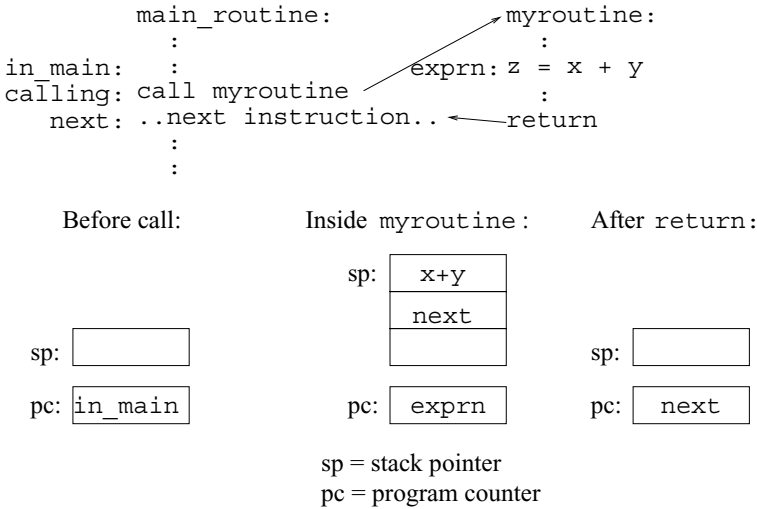 main_routine: myroutine:
: :
in_main: : exprn: z = x + y
calling: call myroutine :
next: ..next instruction.. return
:
:
Before call: Inside myroutine: After return:
sp: x+y
next
sp: sp:
pc: in_main pc: exprn pc: next
sp = stack pointer
pc = program counter